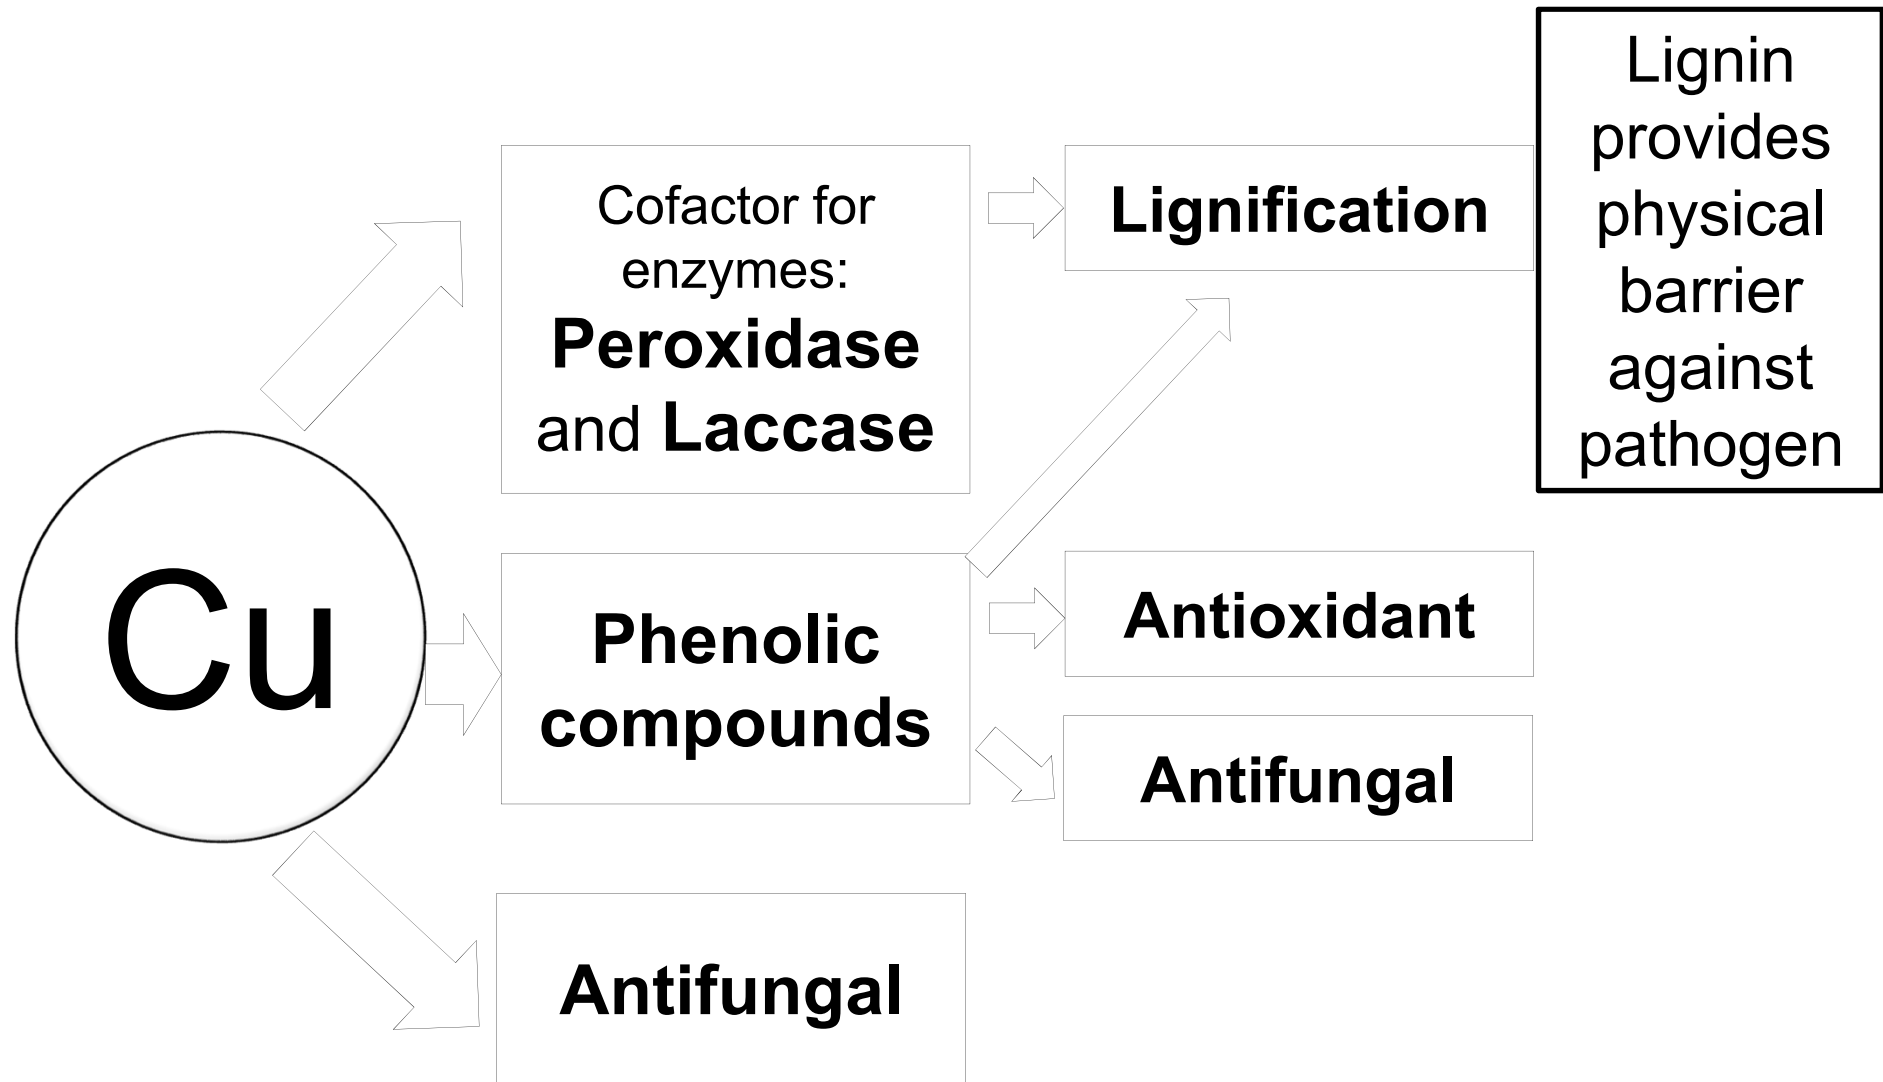 Cu
Cofactor for
enzymes:
Peroxidase
and Laccase
Lignification
Lignin
provides
physical
barrier
against
pathogen
Phenolic
compounds
Antioxidant
Antifungal
Antifungal